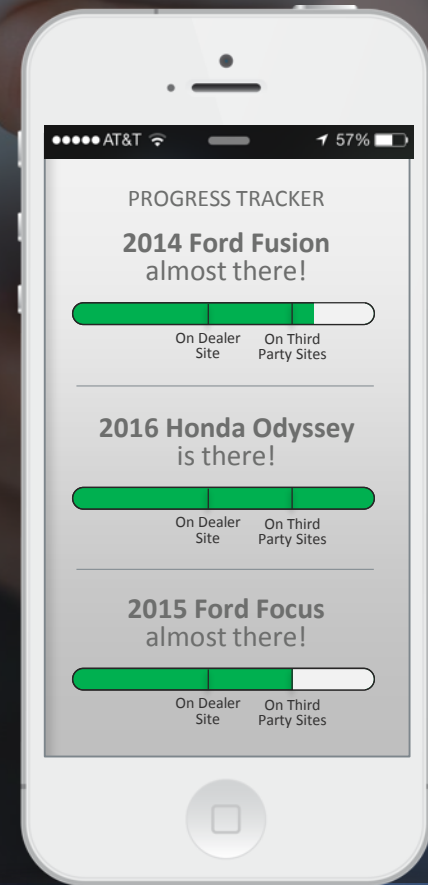 AT&T 57%
PROGRESS TRACKER
2014 Ford Fusion
almost there!
On Dealer On Third
Site Party Sites
2016 Honda Odyssey
is there!
On Dealer On Third
Site Party Sites
2015 Ford Focus
almost there!
On Dealer On Third
Site Party Sites